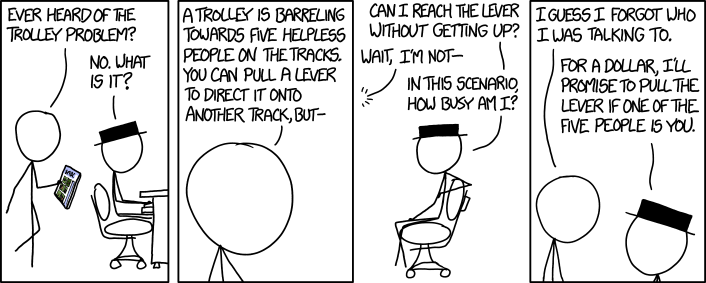 EVER HEARD OF THE
TROLLEY PROBLEM?
NO. WHAT
IS IT?
A TROLLEY IS BARRELING
TOWARDS FIVE HELPLESS
PEOPLE ON THE TRACKS.
YOU CAN PULL A LEVER
TO DIRECT IT ONTO
ANOTHER TRACK, BUT—
CAN I REACH THE LEVER
WITHOUT GETTING UP?
WAIT, I'M NOT—
IN THIS SCENARIO,
HOW BUSY AM I?
I GUESS I FORGOT WHO
I WAS TALKING TO.
FOR A DOLLAR, I'LL
PROMISE TO PULL THE
LEVER IF ONE OF THE
FIVE PEOPLE IS YOU.